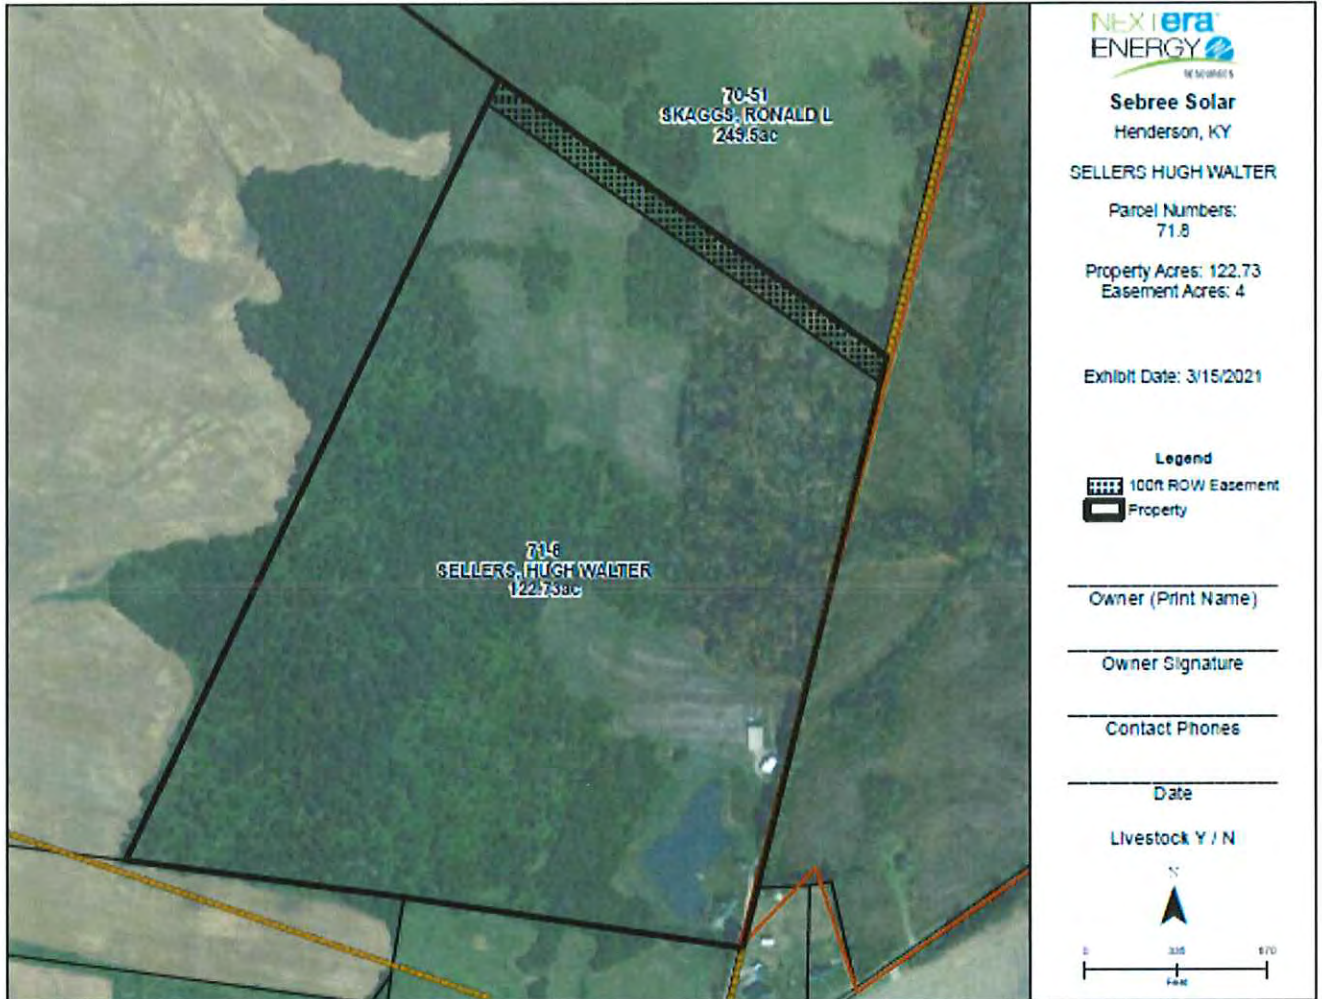 70-51
SKAGGS, RONALD L
249.5ac
71-8
SELLERS, HUGH WALTER
122.73ac
NEXTera
ENERGY
RESOURCES
Sebree Solar
Henderson, KY
SELLERS HUGH WALTER
Parcel Numbers:
71.8
Property Acres: 122.73
Easement Acres: 4
Exhibit Date: 3/15/2021
Legend
100ft ROW Easement
Property
Owner (Print Name)
Owner Signature
Contact Phones
Date
Livestock Y / N
N
0 335 670
Feet